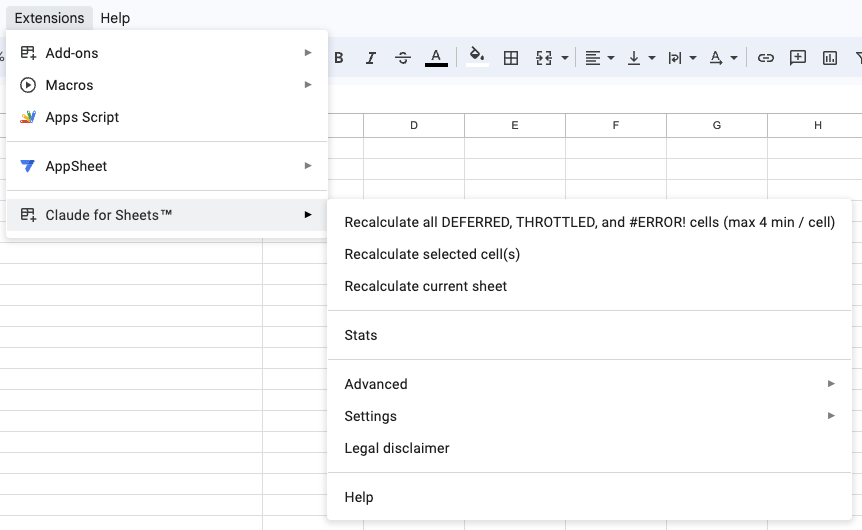 Extensions Help
Add-ons
Macros
Apps Script
AppSheet
Claude for Sheets™
%
B I A A
D E F G H
Recalculate all DEFERRED, THROTTLED, and #ERROR! cells (max 4 min / cell)
Recalculate selected cell(s)
Recalculate current sheet
Stats
Advanced
Settings
Legal disclaimer
Help